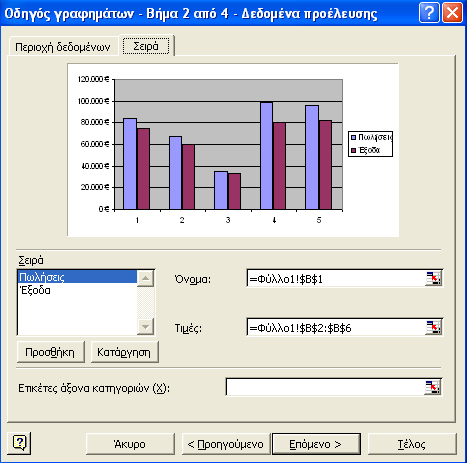 Οδηγός γραφημάτων - Βήμα 2 από 4 - Δεδομένα προέλευσης
Περιοχή δεδομένων Σειρά
120.000 €
100.000 €
80.000 €
60.000 €
40.000 €
20.000 €
0 €
1 2 3 4 5
Πωλήσεις
Έξοδα
Σειρά
Πωλήσεις
Έξοδα
Όνομα: =Φύλλο1!$B$1
Τιμές: =Φύλλο1!$B$2:$B$6
Προσθήκη Κατάργηση
Ετικέτες άξονα κατηγοριών (X):
Άκυρο < Προηγούμενο Επόμενο > Τέλος